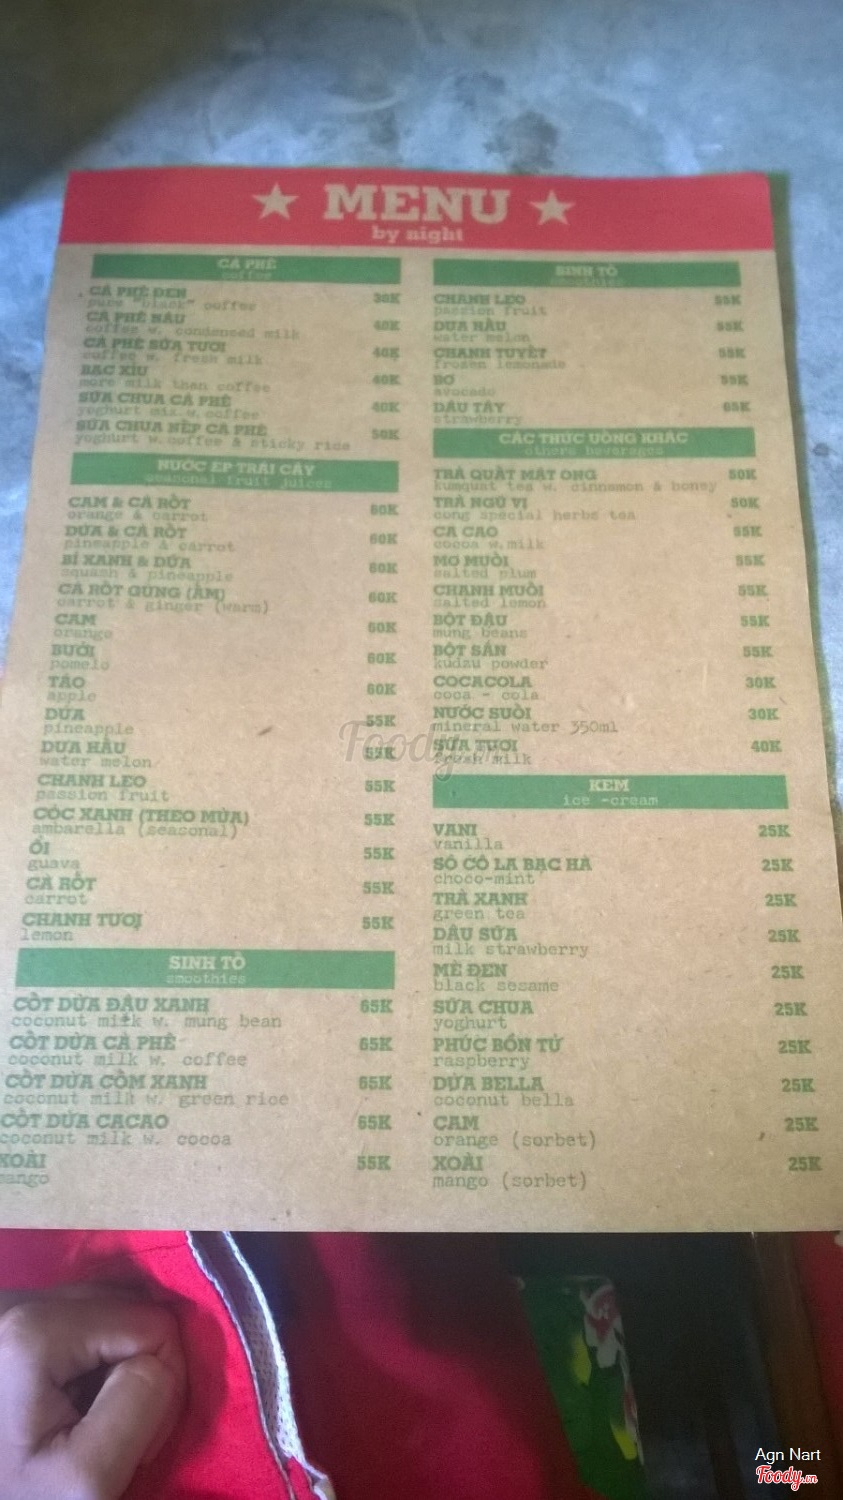 ★ MENU ★
by night
CÀ PHÊ
coffee
CÀ PHÊ ĐEN 30K
pure "black" coffee
CÀ PHÊ NÂU 40K
coffee w. condensed milk
CÀ PHÊ SỮA TƯƠI 40K
coffee w. fresh milk
BẠC XỈU 40K
more milk than coffee
SỮA CHUA CÀ PHÊ 40K
yoghurt mix w. coffee
SỮA CHUA NẾP CÀ PHÊ 50K
yoghurt w. coffee & sticky rice
NƯỚC ÉP TRÁI CÂY
seasonal fruit juices
CAM & CÀ RỐT 60K
orange & carrot
DỨA & CÀ RỐT 60K
pineapple & carrot
BÍ XANH & DỨA 60K
squash & pineapple
CÀ RỐT GỪNG (ẤM) 60K
carrot & ginger (warm)
CAM 60K
orange
BƯỞI 60K
pomelo
TÁO 60K
apple
DỨA 55K
pineapple
DƯA HẤU 55K
water melon
CHANH LEO 55K
passion fruit
CÓC XANH (THEO MÙA) 55K
ambarella (seasonal)
ỔI 55K
guava
CÀ RỐT 55K
carrot
CHANH TƯƠI 55K
lemon
SINH TỐ
smoothies
CỐT DỪA ĐẬU XANH 65K
coconut milk w. mung bean
CỐT DỪA CÀ PHÊ 65K
coconut milk w. coffee
CỐT DỪA CỐM XANH 65K
coconut milk w. green rice
CỐT DỪA CACAO 65K
coconut milk w. cocoa
XOÀI 55K
mango
SINH TỐ
smoothies
CHANH LEO 55K
passion fruit
DƯA HẤU 55K
water melon
CHANH TUYẾT 55K
frozen lemonade
BƠ 55K
avocado
DÂU TÂY 65K
strawberry
CÁC THỨC UỐNG KHÁC
others beverages
TRÀ QUẤT MẬT ONG 50K
kumquat tea w. cinnamon & honey
TRÀ NGŨ VỊ 50K
cong special herbs tea
CA CAO 55K
cocoa w.milk
MƠ MUỐI 55K
salted plum
CHANH MUỐI 55K
salted lemon
BỘT ĐẬU 55K
mung beans
BỘT SẮN 55K
kudzu powder
COCACOLA 30K
coca - cola
NƯỚC SUỐI 30K
mineral water 350ml
SỮA TƯƠI 40K
fresh milk
KEM
ice -cream
VANI 25K
vanilla
SÔ CÔ LA BẠC HÀ 25K
choco-mint
TRÀ XANH 25K
green tea
DÂU SỮA 25K
milk strawberry
MÈ ĐEN 25K
black sesame
SỮA CHUA 25K
yoghurt
PHÚC BỒN TỬ 25K
raspberry
DỪA BELLA 25K
coconut bella
CAM 25K
orange (sorbet)
XOÀI 25K
mango (sorbet)
Foody.vn
Agn Nart
Foody.vn